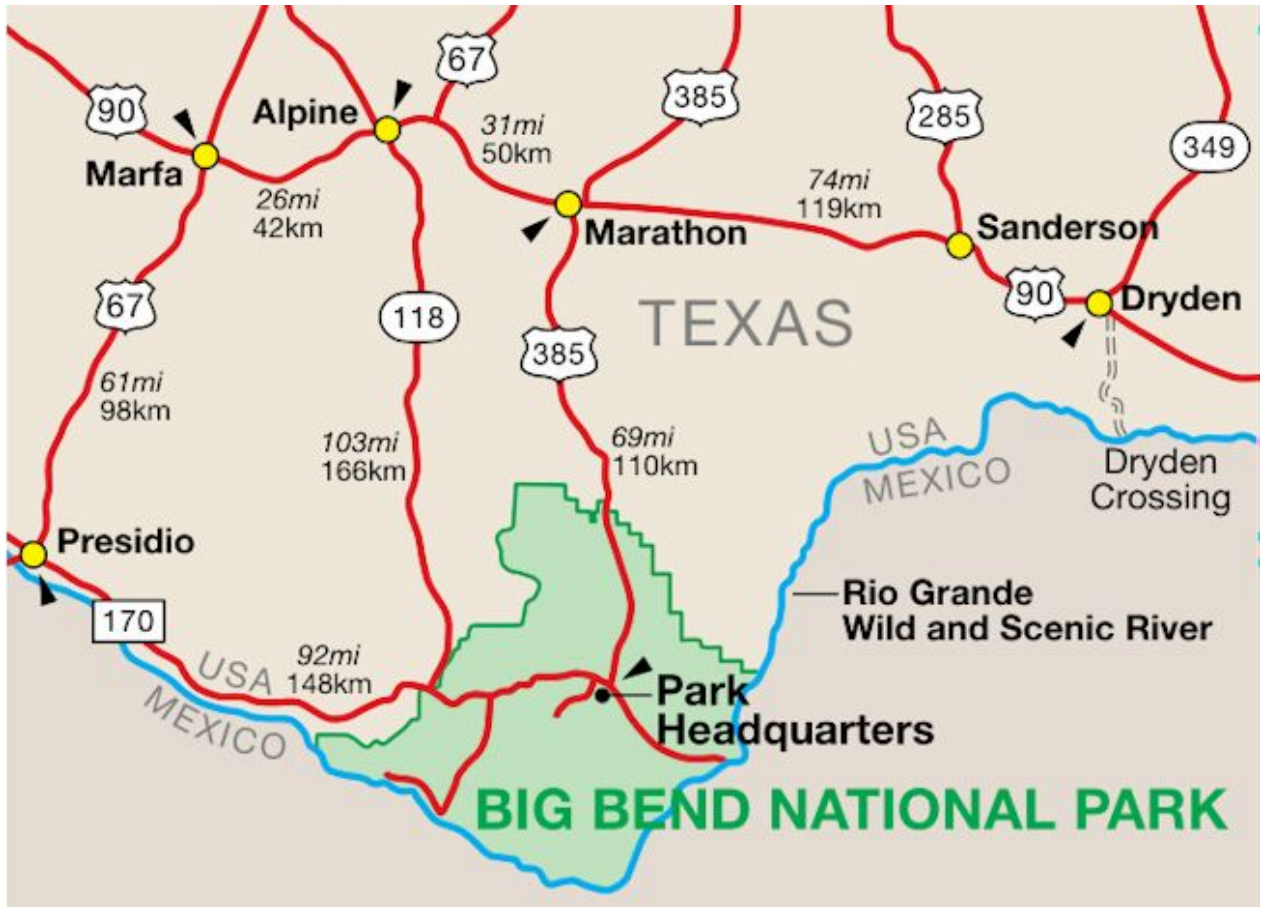 67
385
285
90
Alpine
31mi
50km
349
Marfa
26mi
42km
74mi
119km
Marathon
Sanderson
67
118
385
TEXAS
90
Dryden
61mi
98km
103mi
166km
69mi
110km
USA
MEXICO
Dryden
Crossing
Presidio
170
Rio Grande
Wild and Scenic River
92mi
148km
USA
MEXICO
Park
Headquarters
BIG BEND NATIONAL PARK